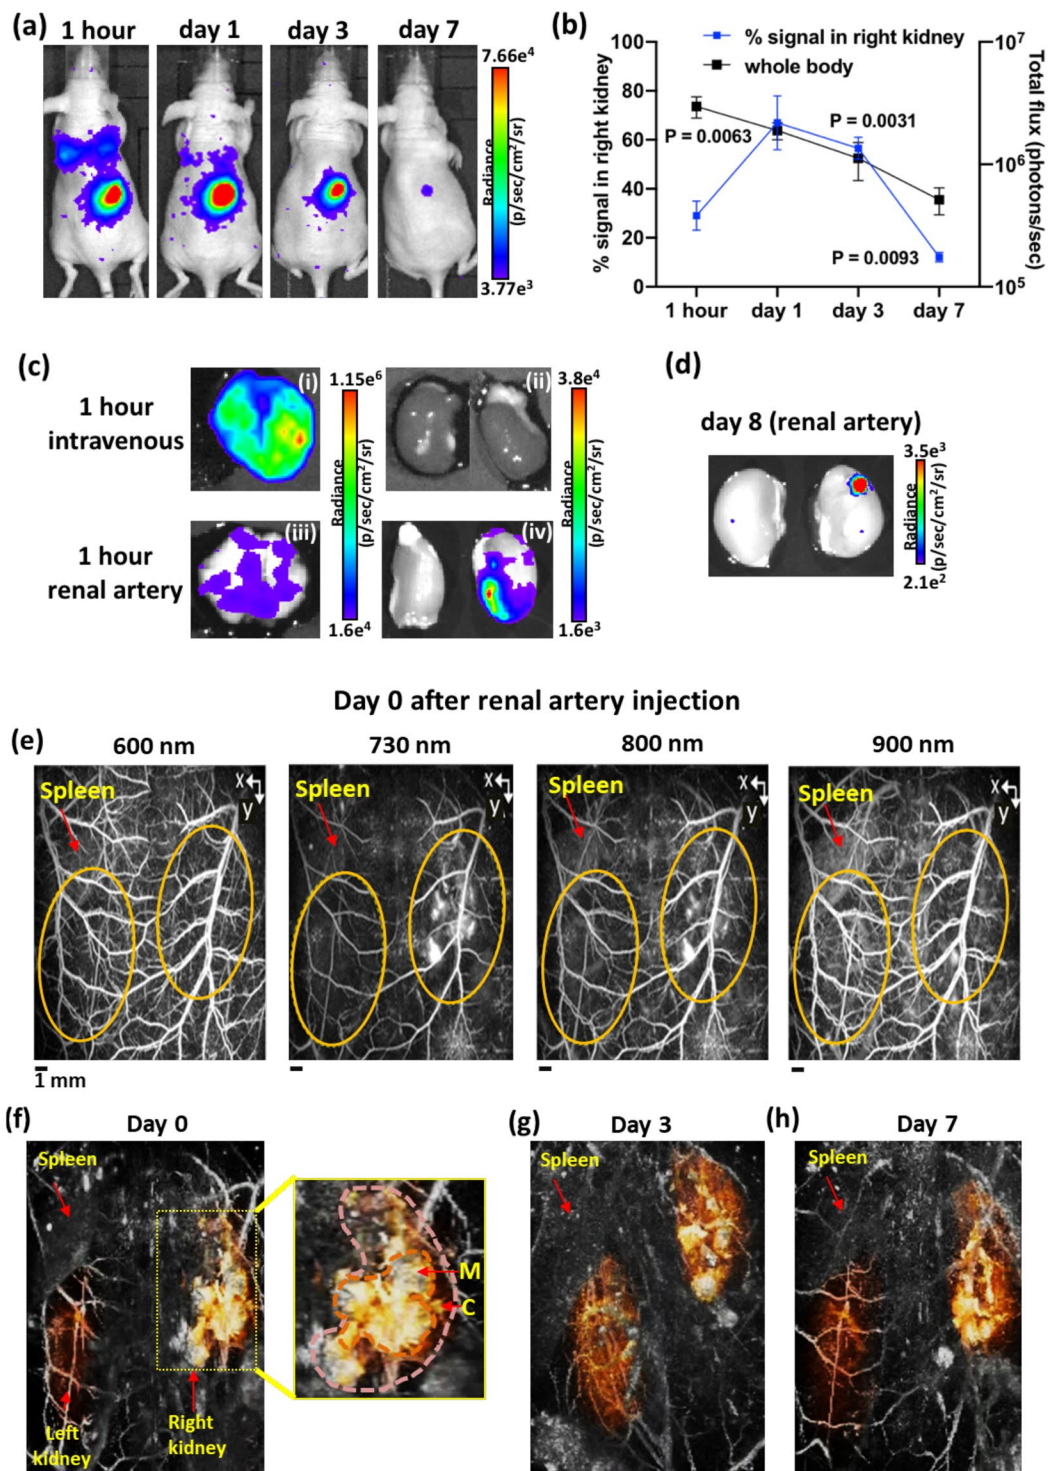 (a)
1 hour
day 1
day 3
day 7
7.66e⁴
Radiance
(p/sec/cm²/sr)
3.77e³
(b)
% signal in right kidney
whole body
% signal in right kidney
100
80
60
40
20
0
P = 0.0063
P = 0.0031
P = 0.0093
10⁷
10⁶
10⁵
Total flux (photons/sec)
1 hour
day 1
day 3
day 7
(c)
1 hour
intravenous
(i)
1.15e⁶
(ii)
3.8e⁴
1 hour
renal artery
(iii)
Radiance
(p/sec/cm²/sr)
1.6e⁴
(iv)
Radiance
(p/sec/cm²/sr)
1.6e³
(d)
day 8 (renal artery)
3.5e³
Radiance
(p/sec/cm²/sr)
2.1e²
Day 0 after renal artery injection
(e)
600 nm
730 nm
800 nm
900 nm
Spleen
x
y
Spleen
x
y
Spleen
x
y
Spleen
x
y
1 mm
(f)
Day 0
Spleen
Left
kidney
Right
kidney
M
C
(g)
Day 3
Spleen
(h)
Day 7
Spleen